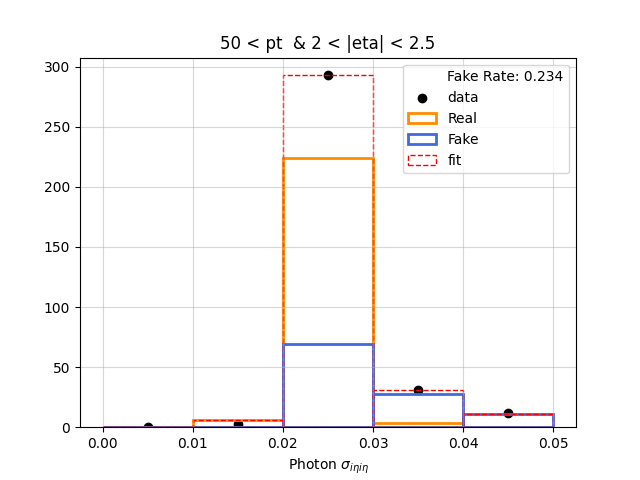 50 < pt  & 2 < |eta| < 2.5
300
250
200
150
100
50
0
Fake Rate: 0.234
data
Real
Fake
fit
0.00 0.01 0.02 0.03 0.04 0.05
Photon σiηiη